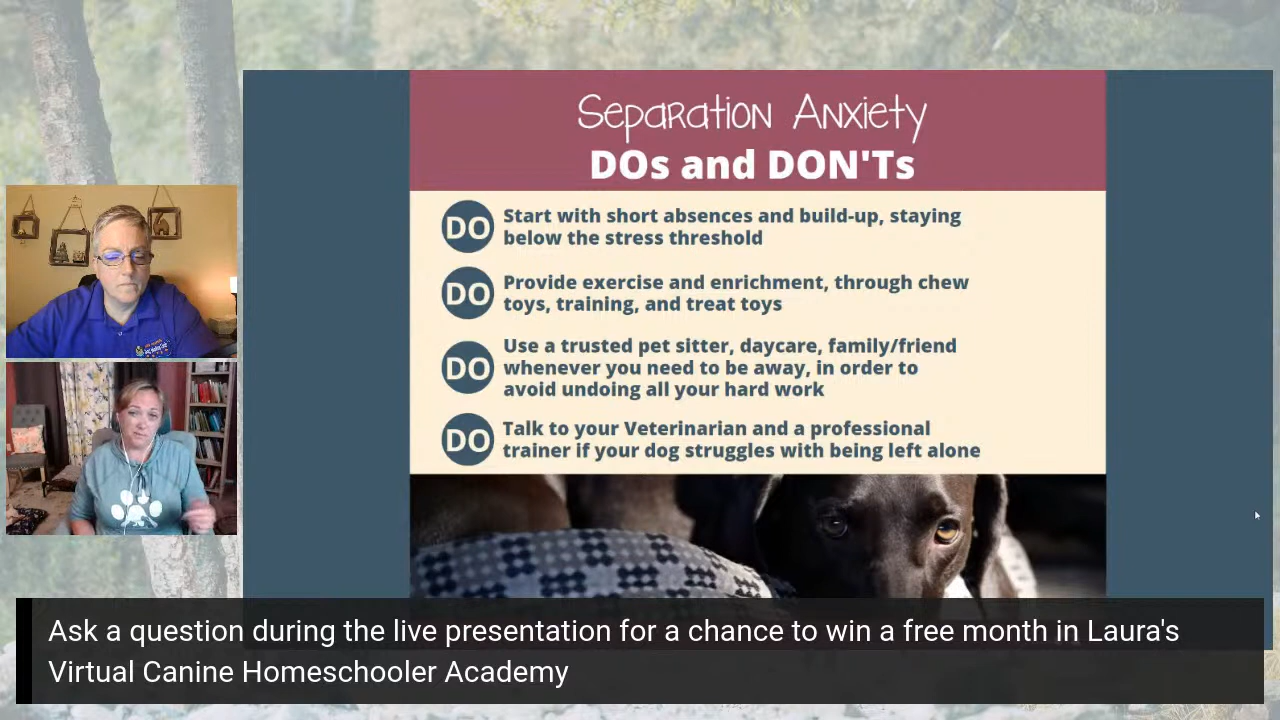 Separation Anxiety
DOs and DON'Ts
DO
Start with short absences and build-up, staying
below the stress threshold
DO
Provide exercise and enrichment, through chew
toys, training, and treat toys
DO
Use a trusted pet sitter, daycare, family/friend
whenever you need to be away, in order to
avoid undoing all your hard work
DO
Talk to your Veterinarian and a professional
trainer if your dog struggles with being left alone
Ask a question during the live presentation for a chance to win a free month in Laura's
Virtual Canine Homeschooler Academy